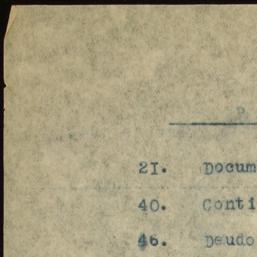 P
21. Docum
40. Conti
46. Deudo